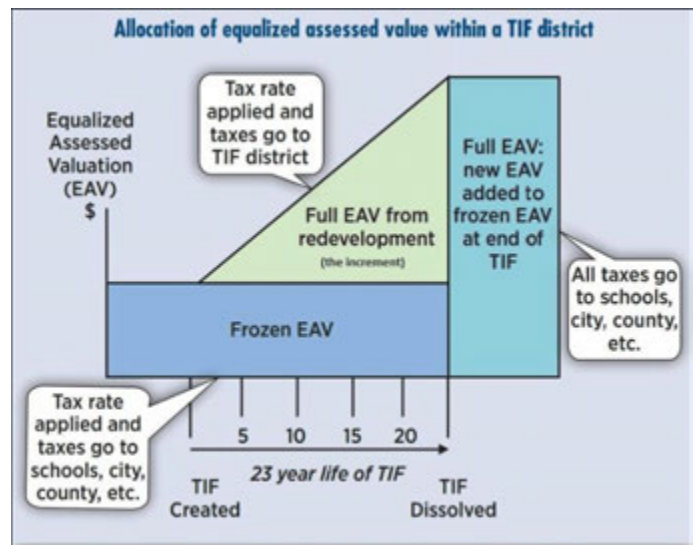 Allocation of equalized assessed value within a TIF district
Equalized
Assessed
Valuation
(EAV)
$
Tax rate
applied and
taxes go to
TIF district
Full EAV from
redevelopment
(the increment)
Full EAV:
new EAV
added to
frozen EAV
at end of
TIF
All taxes go
to schools,
city, county,
etc.
Frozen EAV
Tax rate
applied and
taxes go to
schools, city,
county, etc.
5 10 15 20
23 year life of TIF
TIF
Created
TIF
Dissolved